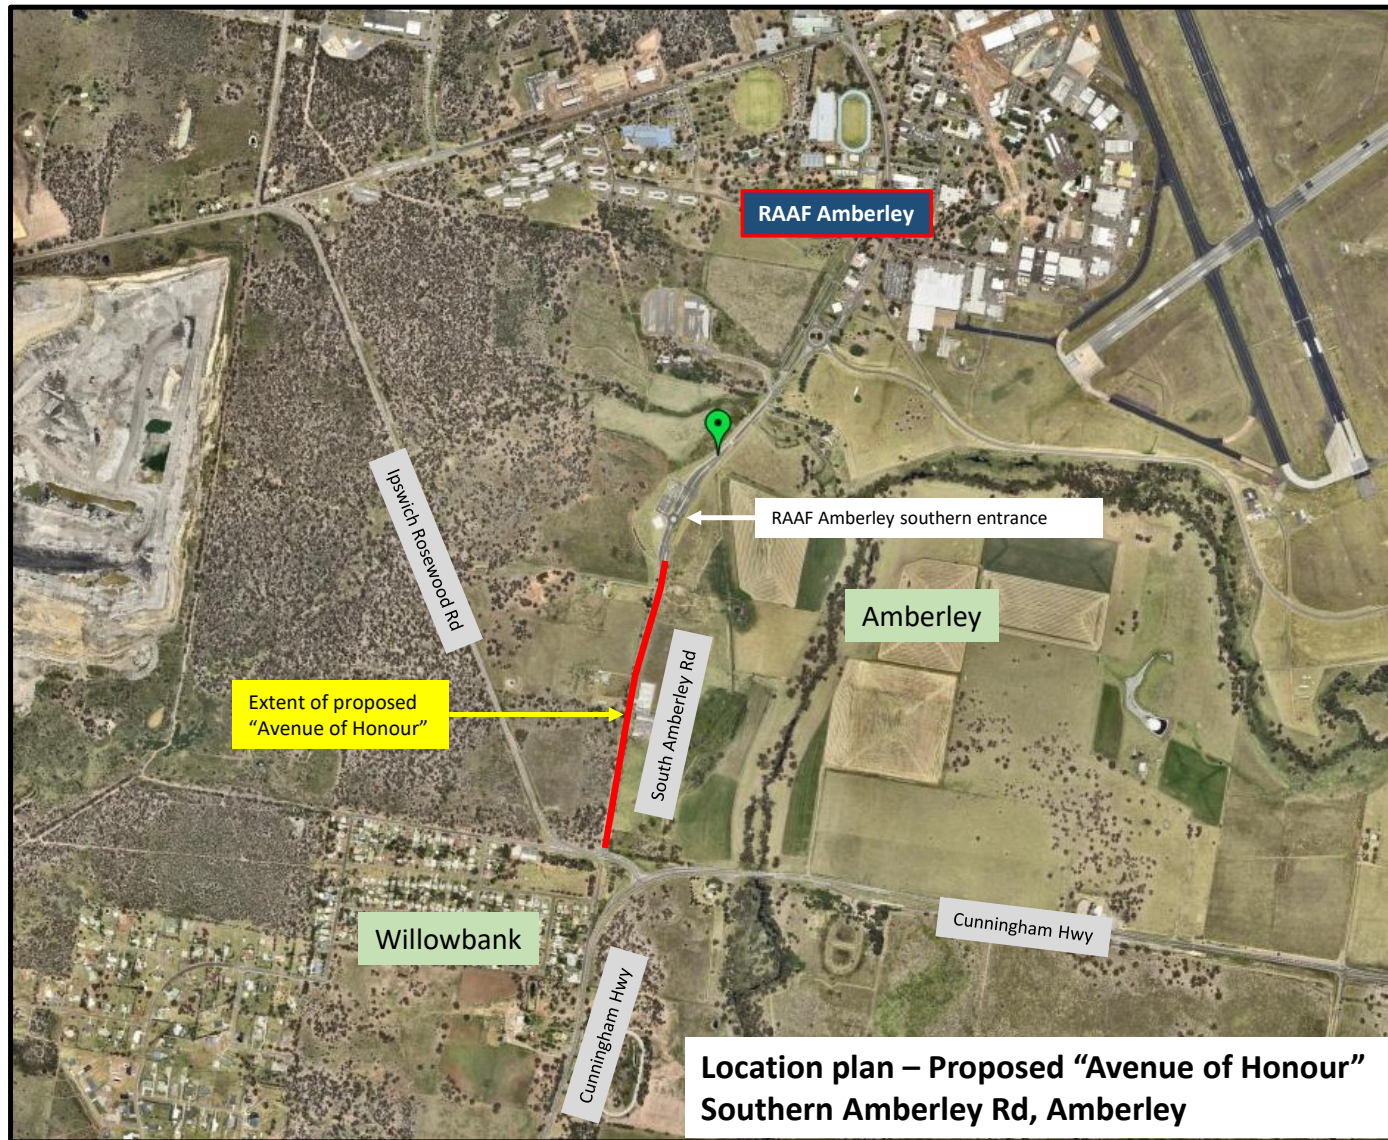 RAAF Amberley
Ipswich Rosewood Rd
RAAF Amberley southern entrance
Amberley
South Amberley Rd
Extent of proposed
“Avenue of Honour”
Willowbank
Cunningham Hwy
Cunningham Hwy
Location plan – Proposed “Avenue of Honour”
Southern Amberley Rd, Amberley